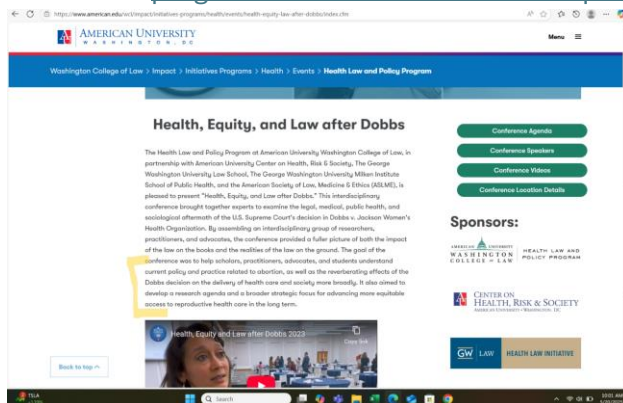 https://www.american.edu/wcl/impact/initiatives-programs/health/events/health-equity-law-after-dobbs/index.cfm
AMERICAN UNIVERSITY
WASHINGTON, DC
Menu
Washington College of Law > Impact > Initiatives Programs > Health > Events > Health Law and Policy Program
Health, Equity, and Law after Dobbs
The Health Law and Policy Program at American University Washington College of Law, in
partnership with American University Center on Health, Risk & Society, The George
Washington University Law School, The George Washington University Milken Institute
School of Public Health, and the American Society of Law, Medicine & Ethics (ASLME), is
pleased to present "Health, Equity, and Law after Dobbs." This interdisciplinary
conference brought together experts to examine the legal, medical, public health, and
sociological aftermath of the U.S. Supreme Court's decision in Dobbs v. Jackson Women's
Health Organization. By assembling an interdisciplinary group of researchers,
practitioners, and advocates, the conference provided a fuller picture of both the impact
of the law on the books and the realities of the law on the ground. The goal of the
conference was to help scholars, practitioners, advocates, and students understand
current policy and practice related to abortion, as well as the reverberating effects of the
Dobbs decision on the delivery of health care and society more broadly. It also aimed to
develop a research agenda and a broader strategic focus for advancing more equitable
access to reproductive health care in the long term.
Health, Equity and Law after Dobbs 2023
Copy link
Back to top
Conference Agenda
Conference Speakers
Conference Videos
Conference Location Details
Sponsors:
AMERICAN UNIVERSITY
WASHINGTON
COLLEGE of LAW
HEALTH LAW AND
POLICY PROGRAM
CENTER ON
HEALTH, RISK & SOCIETY
AMERICAN UNIVERSITY • WASHINGTON, DC
GW LAW HEALTH LAW INITIATIVE
TSLA
Search
10:01 AM